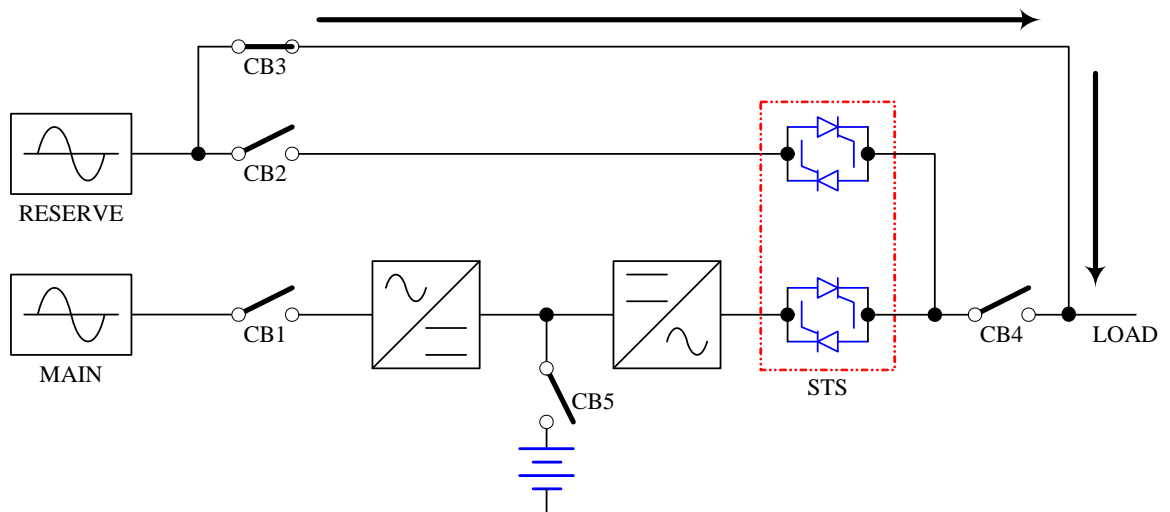 CB3
CB2
RESERVE
CB1
CB4
LOAD
MAIN
STS
CB5